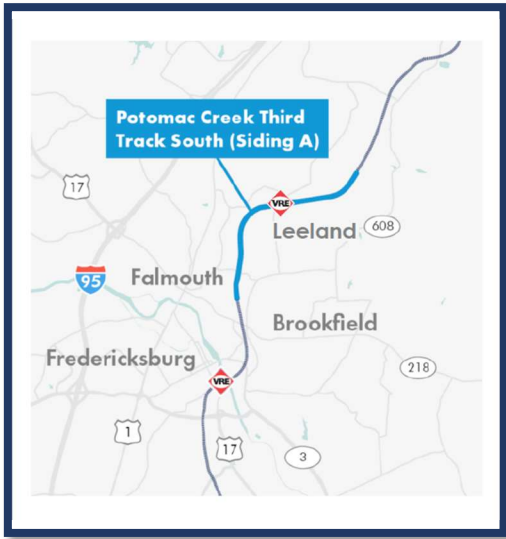 Potomac Creek Third
Track South (Siding A)
17
VRE
Leeland
608
Falmouth
95
Brookfield
Fredericksburg
218
VRE
1
17
3